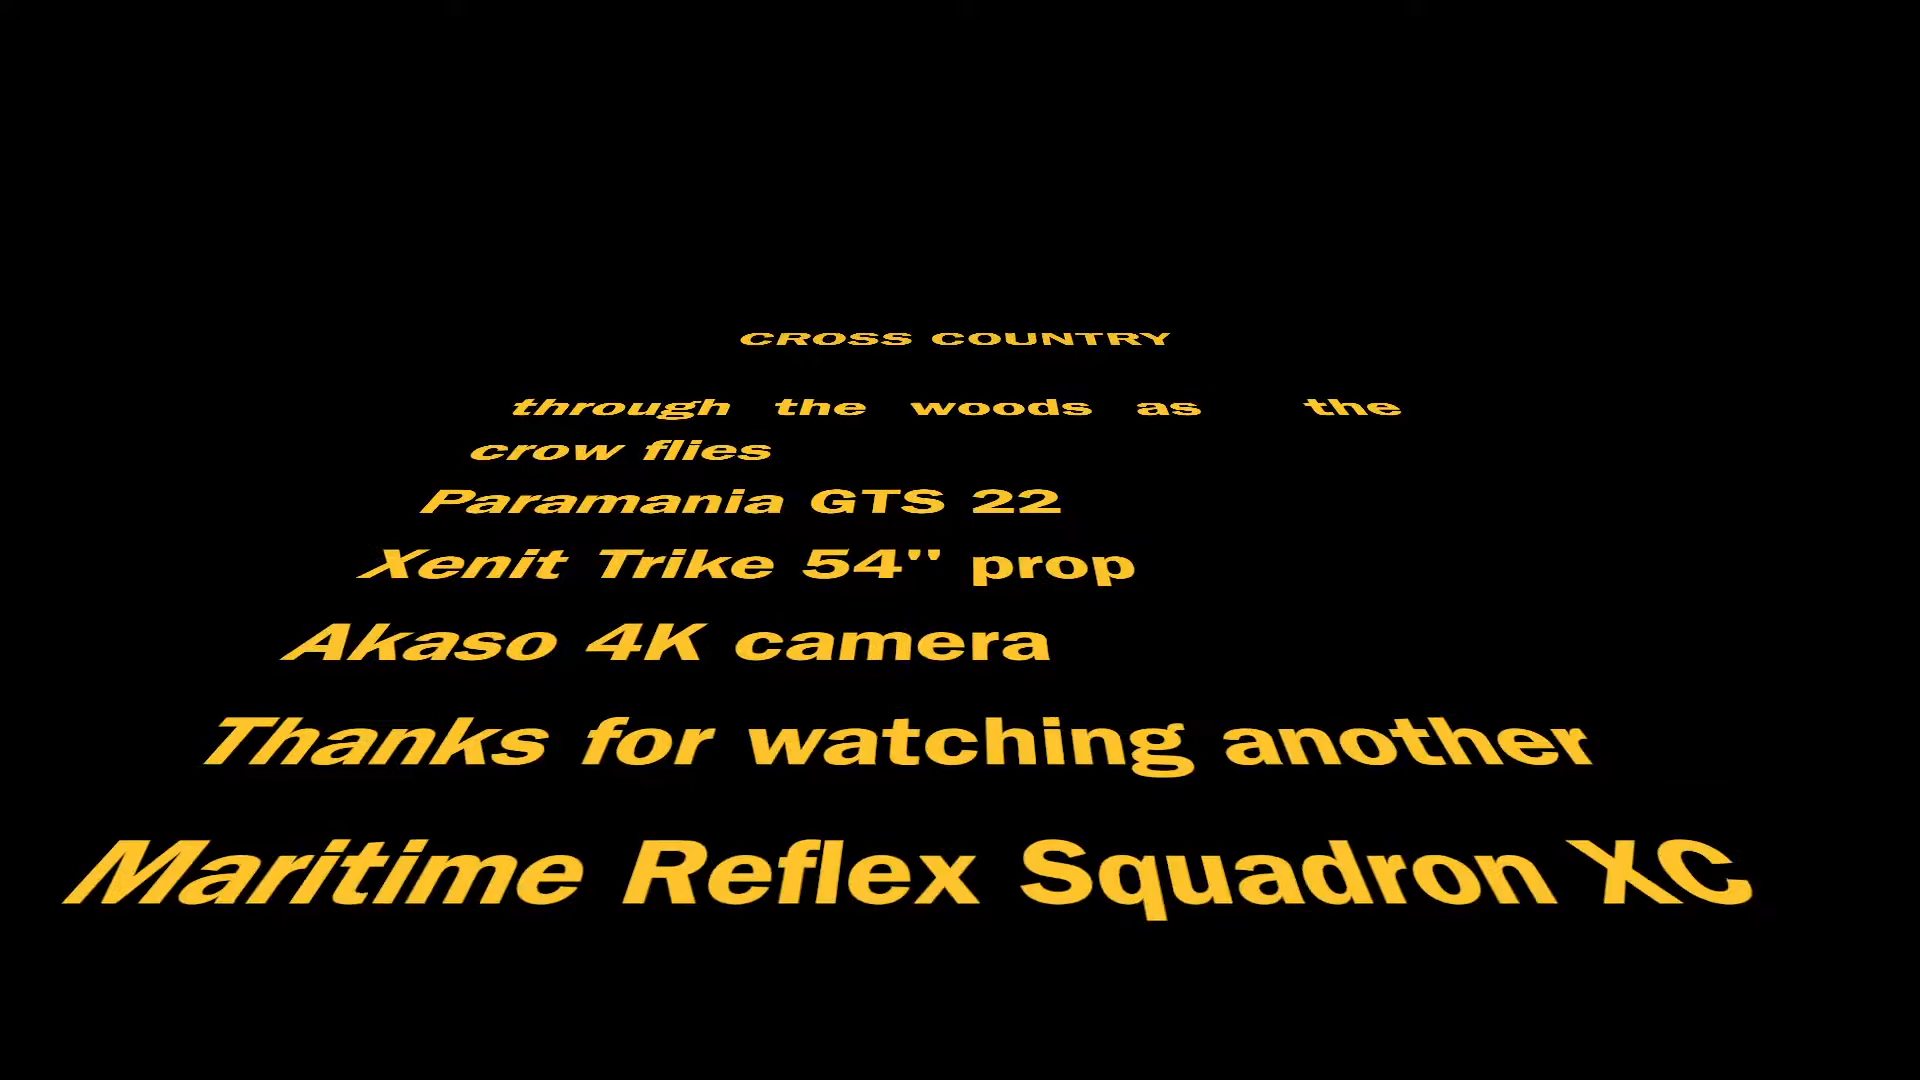 CROSS COUNTRY
through the woods as the
crow flies
Paramania GTS 22
Xenit Trike 54" prop
Akaso 4K camera
Thanks for watching another
Maritime Reflex Squadron XC